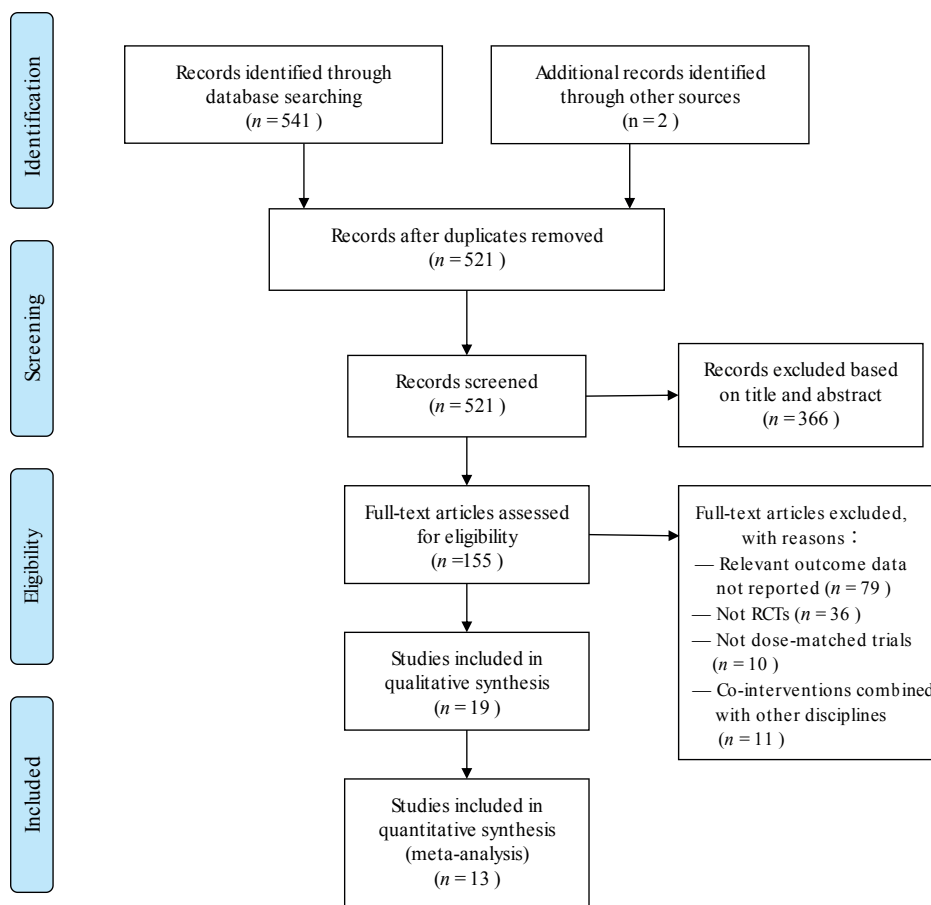 Identification
Records identified through
database searching
(n = 541 )
Additional records identified
through other sources
(n = 2 )
Records after duplicates removed
(n = 521 )
Screening
Records screened
(n = 521 )
Records excluded based
on title and abstract
(n = 366 )
Eligibility
Full-text articles assessed
for eligibility
(n =155 )
Full-text articles excluded,
with reasons：
— Relevant outcome data
not reported (n = 79 )
— Not RCTs (n = 36 )
— Not dose-matched trials
(n = 10 )
— Co-interventions combined
with other disciplines
(n = 11 )
Studies included in
qualitative synthesis
(n = 19 )
Included
Studies included in
quantitative synthesis
(meta-analysis)
(n = 13 )